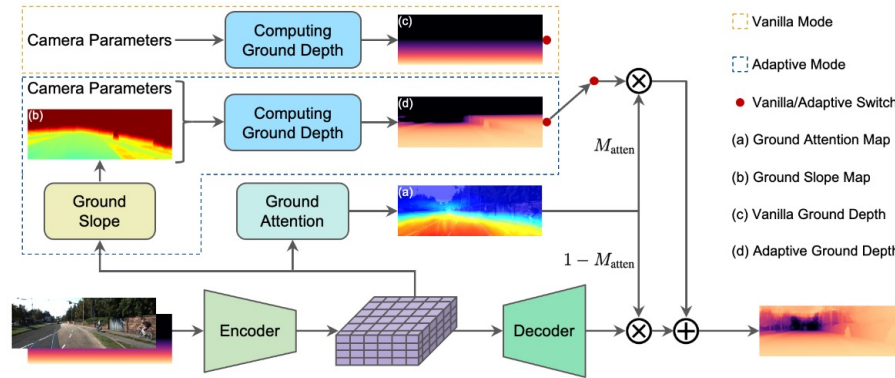 Camera Parameters
Computing
Ground Depth
(c)
Camera Parameters
(b)
Computing
Ground Depth
(d)
Ground
Slope
Ground
Attention
(a)
M_atten
1 − M_atten
Encoder
Decoder
Vanilla Mode
Adaptive Mode
Vanilla/Adaptive Switch
(a) Ground Attention Map
(b) Ground Slope Map
(c) Vanilla Ground Depth
(d) Adaptive Ground Depth